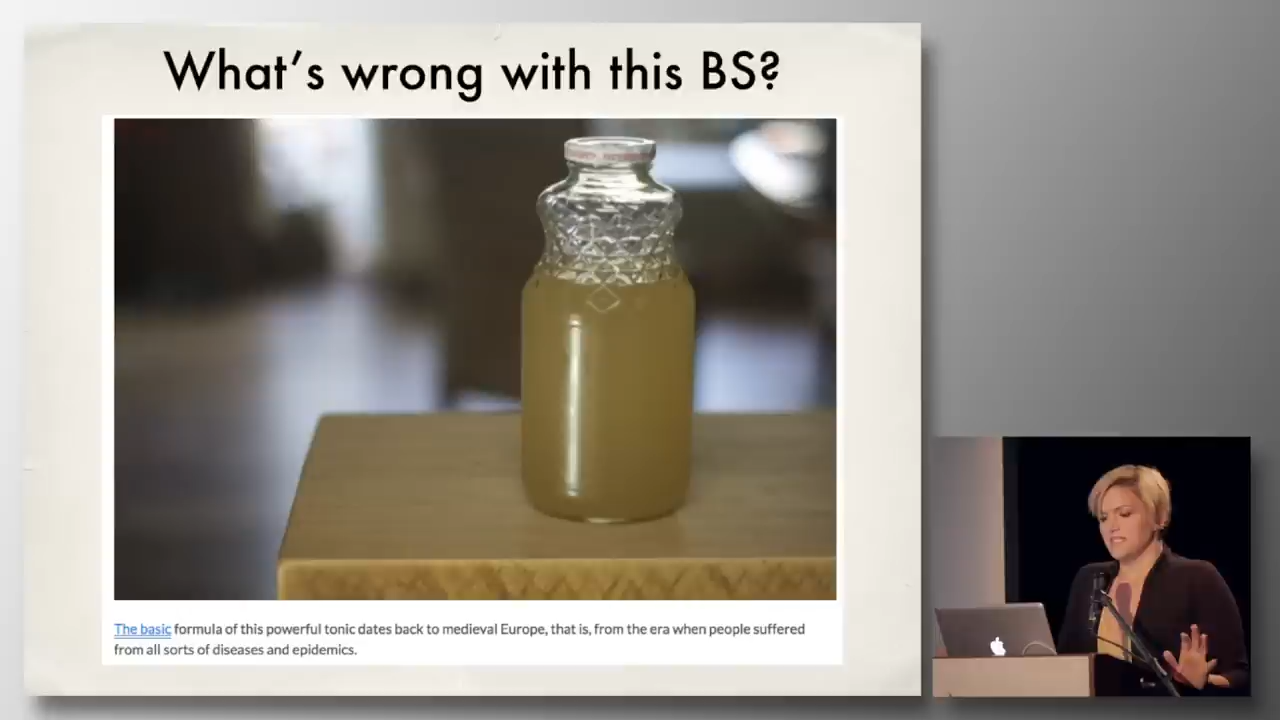 What's wrong with this BS?
The basic formula of this powerful tonic dates back to medieval Europe, that is, from the era when people suffered
from all sorts of diseases and epidemics.